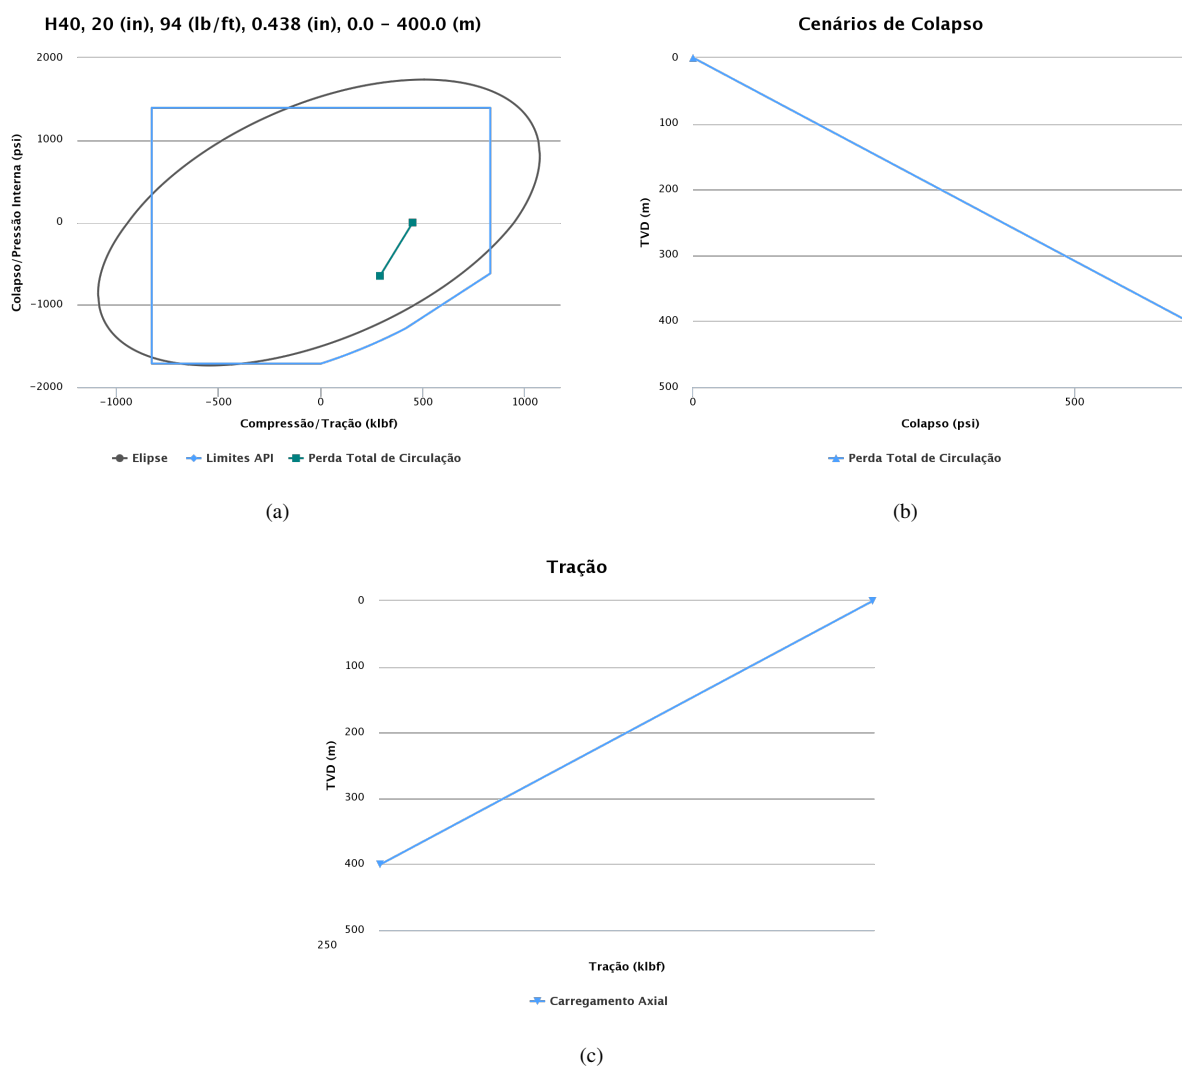 H40, 20 (in), 94 (lb/ft), 0.438 (in), 0.0 - 400.0 (m)
Colapso/Pressão Interna (psi)
2000
1000
0
-1000
-2000
-1000 -500 0 500 1000
Compressão/Tração (klbf)
Elipse Limites API Perda Total de Circulação
(a)
Cenários de Colapso
TVD (m)
0
100
200
300
400
500
0 500
Colapso (psi)
Perda Total de Circulação
(b)
Tração
TVD (m)
0
100
200
300
400
500
250
Tração (klbf)
Carregamento Axial
(c)